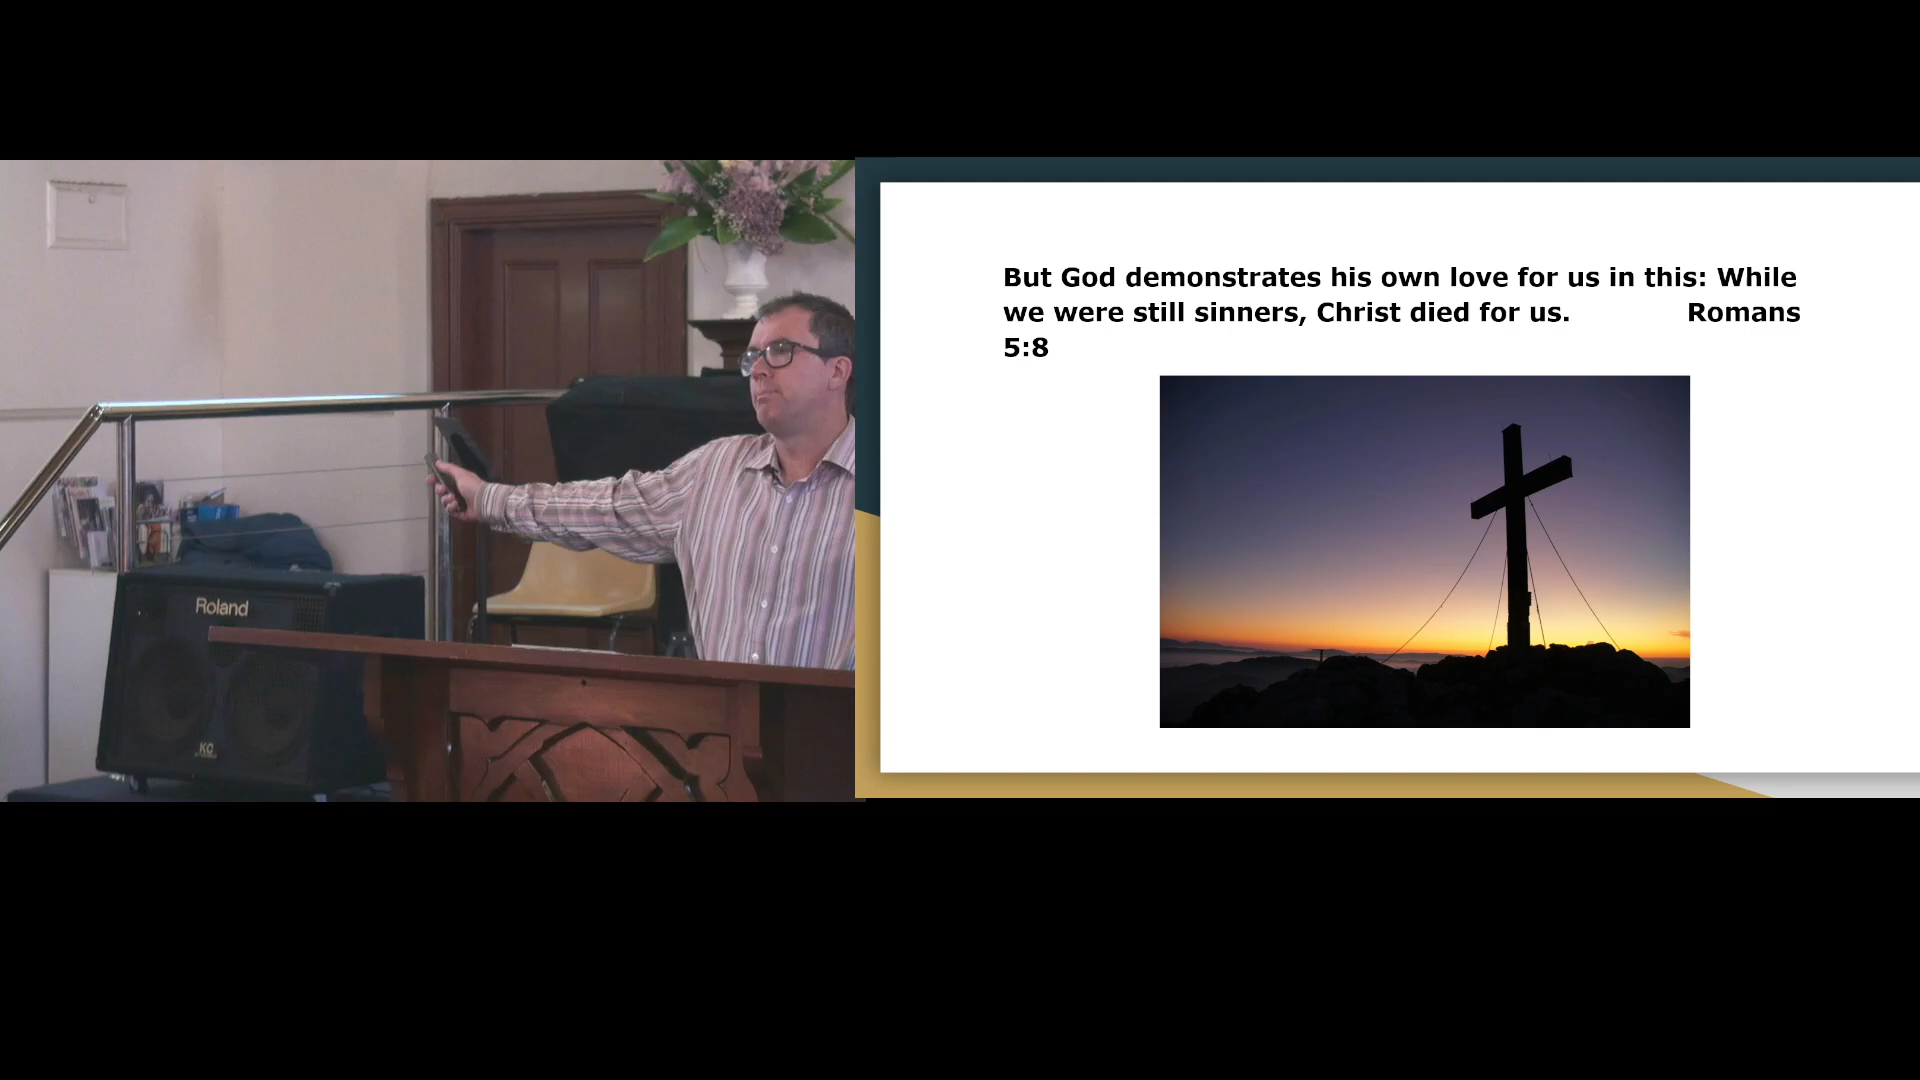 But God demonstrates his own love for us in this: While
we were still sinners, Christ died for us. Romans
5:8
Roland
KC